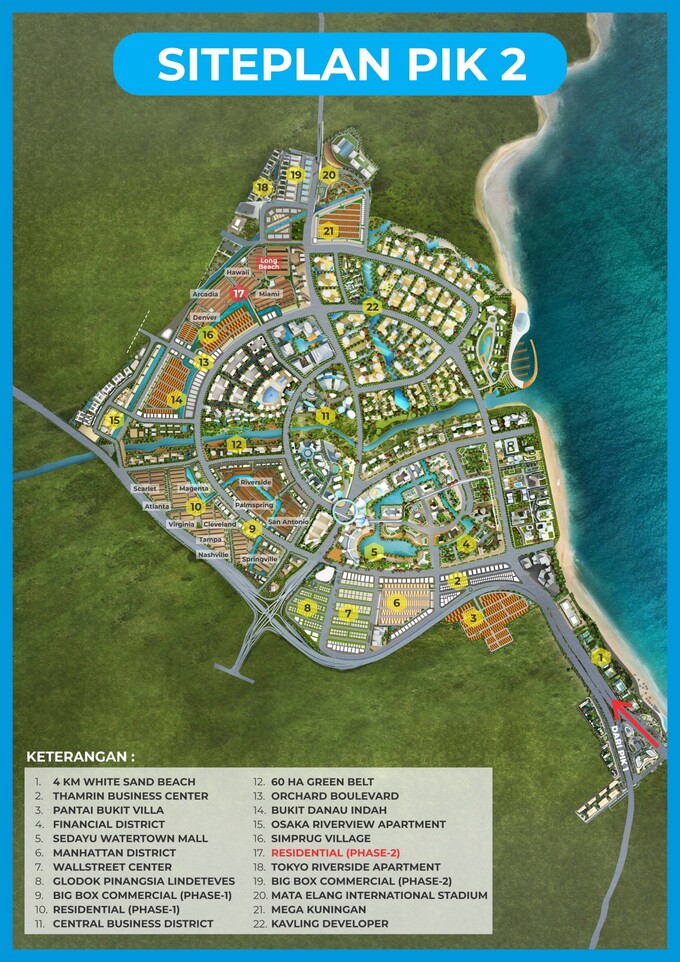 SITEPLAN PIK 2
18
19
20
21
Long
Beach
Hawaii
17
Arcadia
Miami
22
Denver
16
13
14
11
15
12
Scarlet
Magenta
Riverside
Atlanta
10
Palmspring
Virginia
Cleveland
9
San Antonio
Tampa
Nashville
Springville
5
4
2
8
7
6
3
1
DARI PIK 1
KETERANGAN :
1. 4 KM WHITE SAND BEACH
2. THAMRIN BUSINESS CENTER
3. PANTAI BUKIT VILLA
4. FINANCIAL DISTRICT
5. SEDAYU WATERTOWN MALL
6. MANHATTAN DISTRICT
7. WALLSTREET CENTER
8. GLODOK PINANGSIA LINDETEVES
9. BIG BOX COMMERCIAL (PHASE-1)
10. RESIDENTIAL (PHASE-1)
11. CENTRAL BUSINESS DISTRICT
12. 60 HA GREEN BELT
13. ORCHARD BOULEVARD
14. BUKIT DANAU INDAH
15. OSAKA RIVERVIEW APARTMENT
16. SIMPRUG VILLAGE
17. RESIDENTIAL (PHASE-2)
18. TOKYO RIVERSIDE APARTMENT
19. BIG BOX COMMERCIAL (PHASE-2)
20. MATA ELANG INTERNATIONAL STADIUM
21. MEGA KUNINGAN
22. KAVLING DEVELOPER